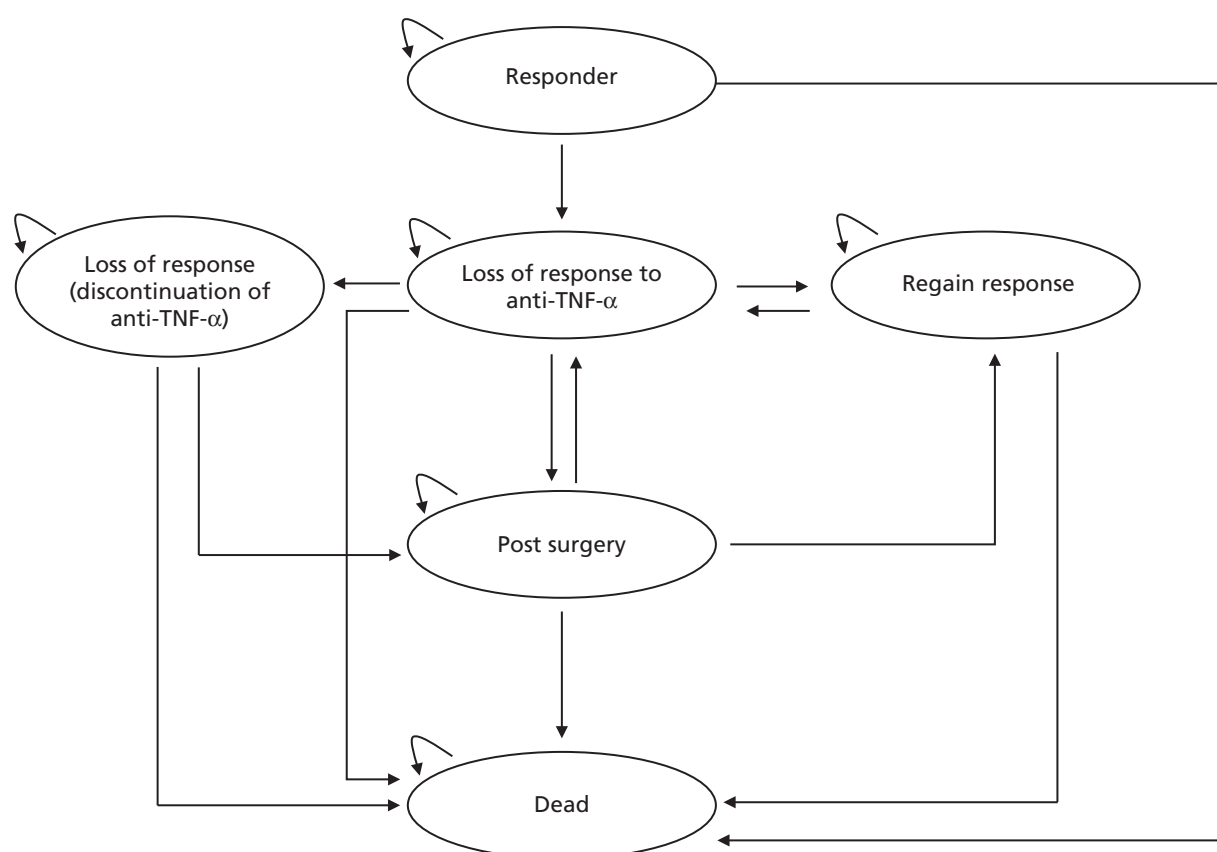 Responder
Loss of response
(discontinuation of
anti-TNF-α)
Loss of response to
anti-TNF-α
Regain response
Post surgery
Dead